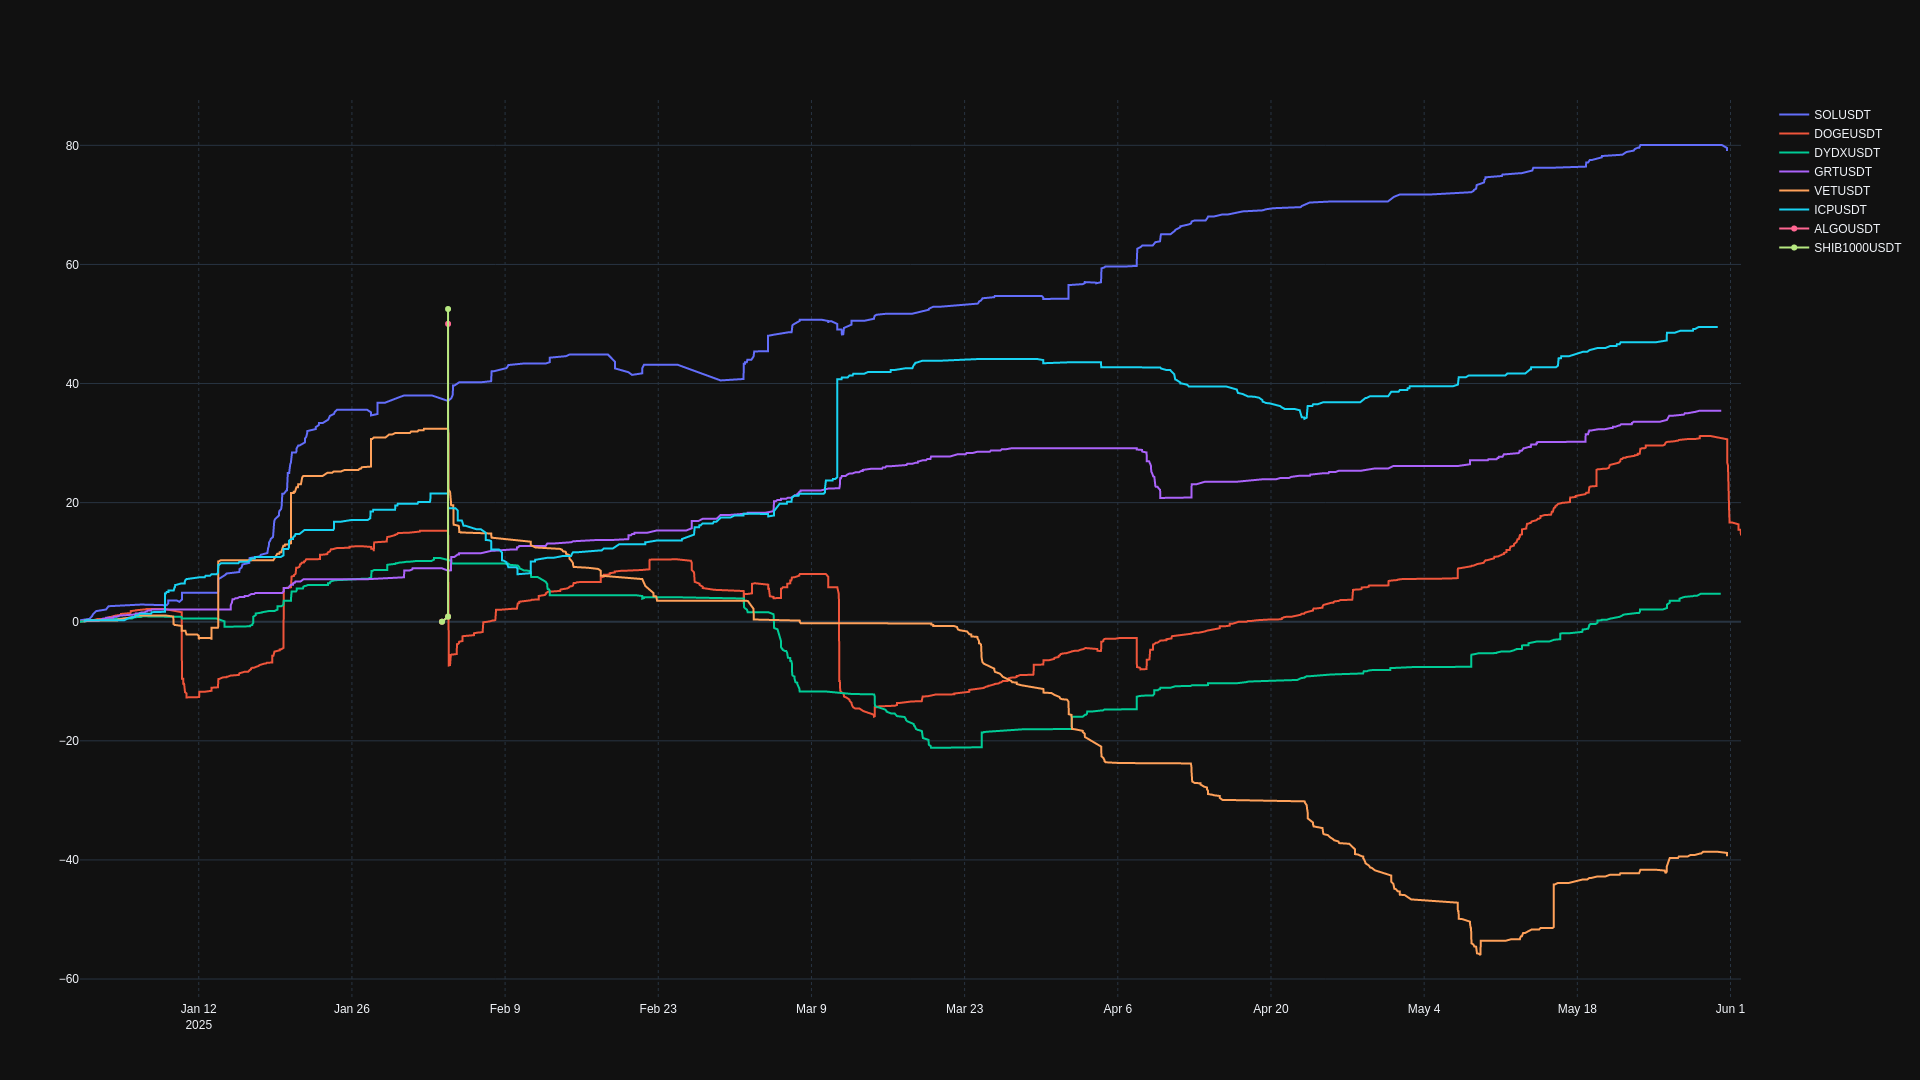 SOLUSDT
DOGEUSDT
DYDXUSDT
GRTUSDT
VETUSDT
ICPUSDT
ALGOUSDT
SHIB1000USDT
80
60
40
20
0
−20
−40
−60
Jan 12
2025
Jan 26
Feb 9
Feb 23
Mar 9
Mar 23
Apr 6
Apr 20
May 4
May 18
Jun 1